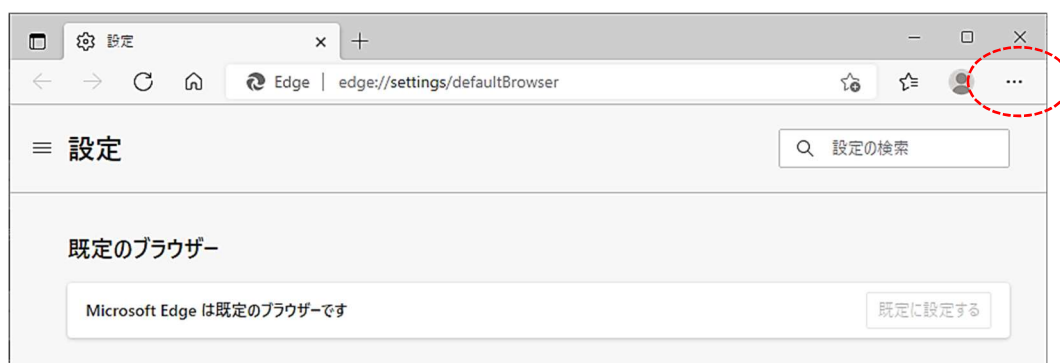 設定
Edge | edge://settings/defaultBrowser
設定
設定の検索
既定のブラウザー
Microsoft Edge は既定のブラウザーです
既定に設定する